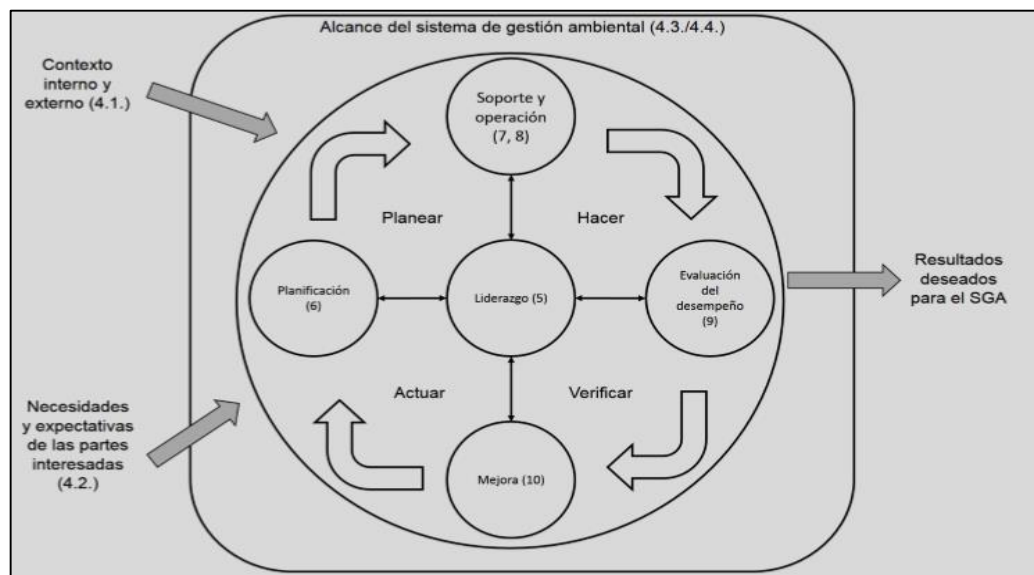 Alcance del sistema de gestión ambiental (4.3./4.4.)
Contexto
interno y
externo (4.1.)
Soporte y
operación
(7, 8)
Planear
Hacer
Planificación
(6)
Liderazgo (5)
Evaluación
del
desempeño
(9)
Resultados
deseados
para el SGA
Actuar
Verificar
Necesidades
y expectativas
de las partes
interesadas
(4.2.)
Mejora (10)